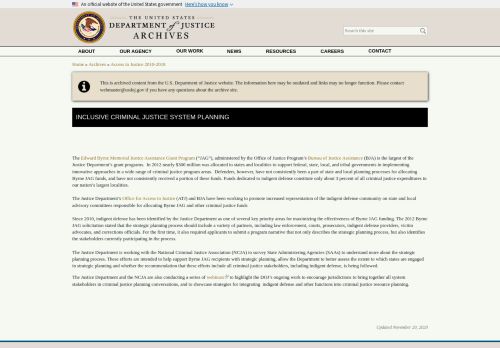 An official website of the United States government Here's how you know
THE UNITED STATES
DEPARTMENT of JUSTICE
ARCHIVES
Search this site
ABOUT OUR AGENCY OUR WORK NEWS RESOURCES CAREERS CONTACT
Home » Archives » Access to Justice 2010-2018
This is archived content from the U.S. Department of Justice website. The information here may be outdated and links may no longer function. Please contact
webmaster@usdoj.gov if you have any questions about the archive site.
INCLUSIVE CRIMINAL JUSTICE SYSTEM PLANNING
The Edward Byrne Memorial Justice Assistance Grant Program ("JAG"), administered by the Office of Justice Program's Bureau of Justice Assistance (BJA) is the largest of the
Justice Department's grant programs. In 2012 nearly $300 million was allocated to states and localities to support federal, state, local, and tribal governments in implementing
innovative approaches in a wide range of criminal justice program areas. Defenders, however, have not consistently been a part of state and local planning processes for allocating
Byrne JAG funds, and have not consistently received a portion of these funds. Funds dedicated to indigent defense constitute only about 3 percent of all criminal justice expenditures in
our nation's largest localities.
The Justice Department's Office for Access to Justice (ATJ) and BJA have been working to promote increased representation of the indigent defense community on state and local
advisory committees responsible for allocating Byrne JAG and other criminal justice funds
Since 2010, indigent defense has been identified by the Justice Department as one of several key priority areas for maximizing the effectiveness of Byrne JAG funding. The 2012 Byrne
JAG solicitation stated that the strategic planning process should include a variety of partners, including law enforcement, courts, prosecutors, indigent defense providers, victim
advocates, and corrections officials. For the first time, it also required applicants to submit a program narrative that not only describes the strategic planning process, but also identifies
the stakeholders currently participating in the process.
The Justice Department is working with the National Criminal Justice Association (NCJA) to survey State Administering Agencies (SAAs) to understand more about the strategic
planning process. These efforts are intended to help support Byrne JAG recipients with strategic planning, allow the Department to better assess the extent to which states are engaged
in strategic planning and whether the recommendation that these efforts include all criminal justice stakeholders, including indigent defense, is being followed.
The Justice Department and the NCJA are also conducting a series of webinars to highlight the DOJ's ongoing work to encourage jurisdictions to bring together all system
stakeholders in criminal justice planning conversations, and to showcase strategies for integrating indigent defense and other functions into criminal justice resource planning.
Updated November 20, 2020